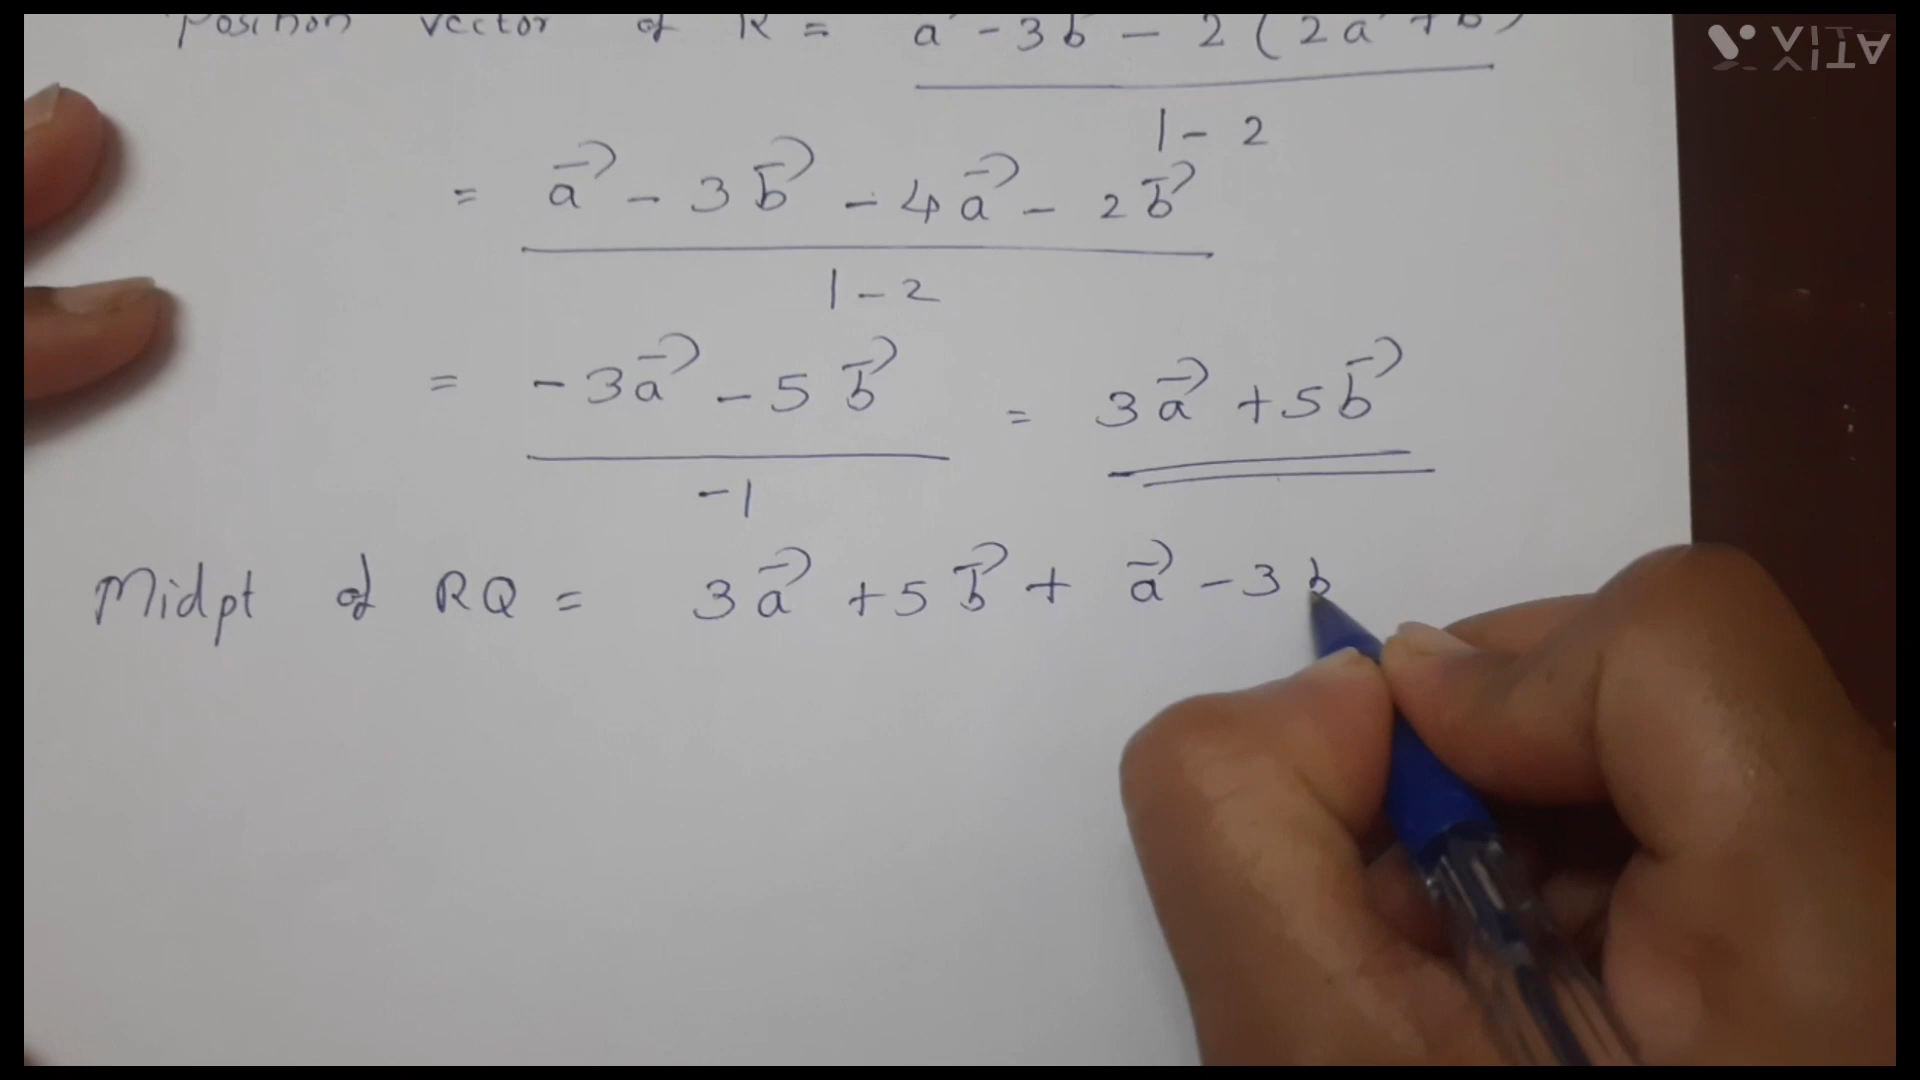 Position vector of R = a - 3b - 2 (2a + b)
1 - 2
= a⃗ - 3b⃗ - 4a⃗ - 2b⃗
1 - 2
= -3a⃗ - 5b⃗ = 3a⃗ + 5b⃗
-1
Midpt of RQ = 3a⃗ + 5b⃗ + a⃗ - 3b
VITA